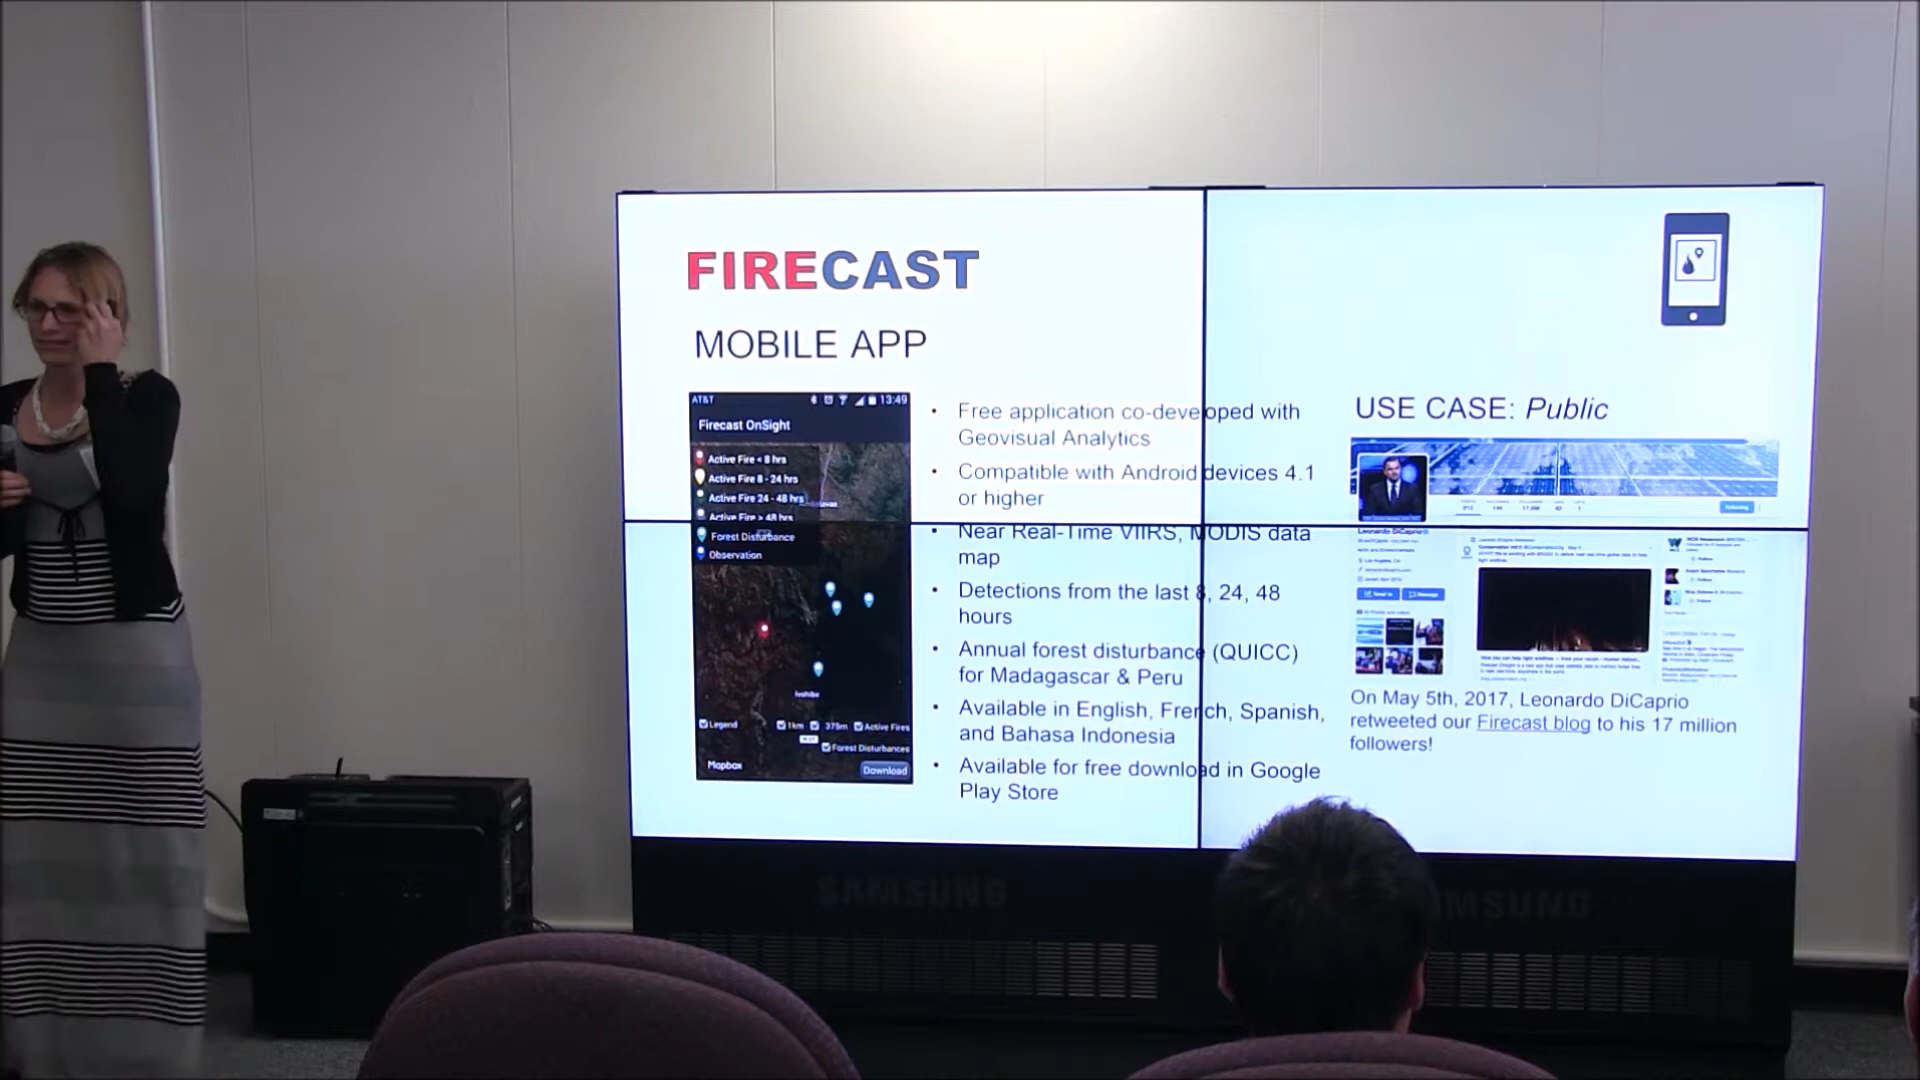 FIRECAST
MOBILE APP
AT&T 13:49
Firecast OnSight
Active Fire < 8 hrs
Active Fire 8 - 24 hrs
Active Fire 24 - 48 hrs
Active Fire > 48 hrs
Forest Disturbance
Observation
Legend 1km 375m Active Fires
Forest Disturbances
Mapbox Download
• Free application co-developed with
Geovisual Analytics
• Compatible with Android devices 4.1
or higher
Near Real-Time VIIRS, MODIS data
map
• Detections from the last 8, 24, 48
hours
• Annual forest disturbance (QUICC)
for Madagascar & Peru
• Available in English, French, Spanish,
and Bahasa Indonesia
• Available for free download in Google
Play Store
USE CASE: Public
Following
Leonardo DiCaprio
Message
On May 5th, 2017, Leonardo DiCaprio
retweeted our Firecast blog to his 17 million
followers!
SAMSUNG
MSUNG